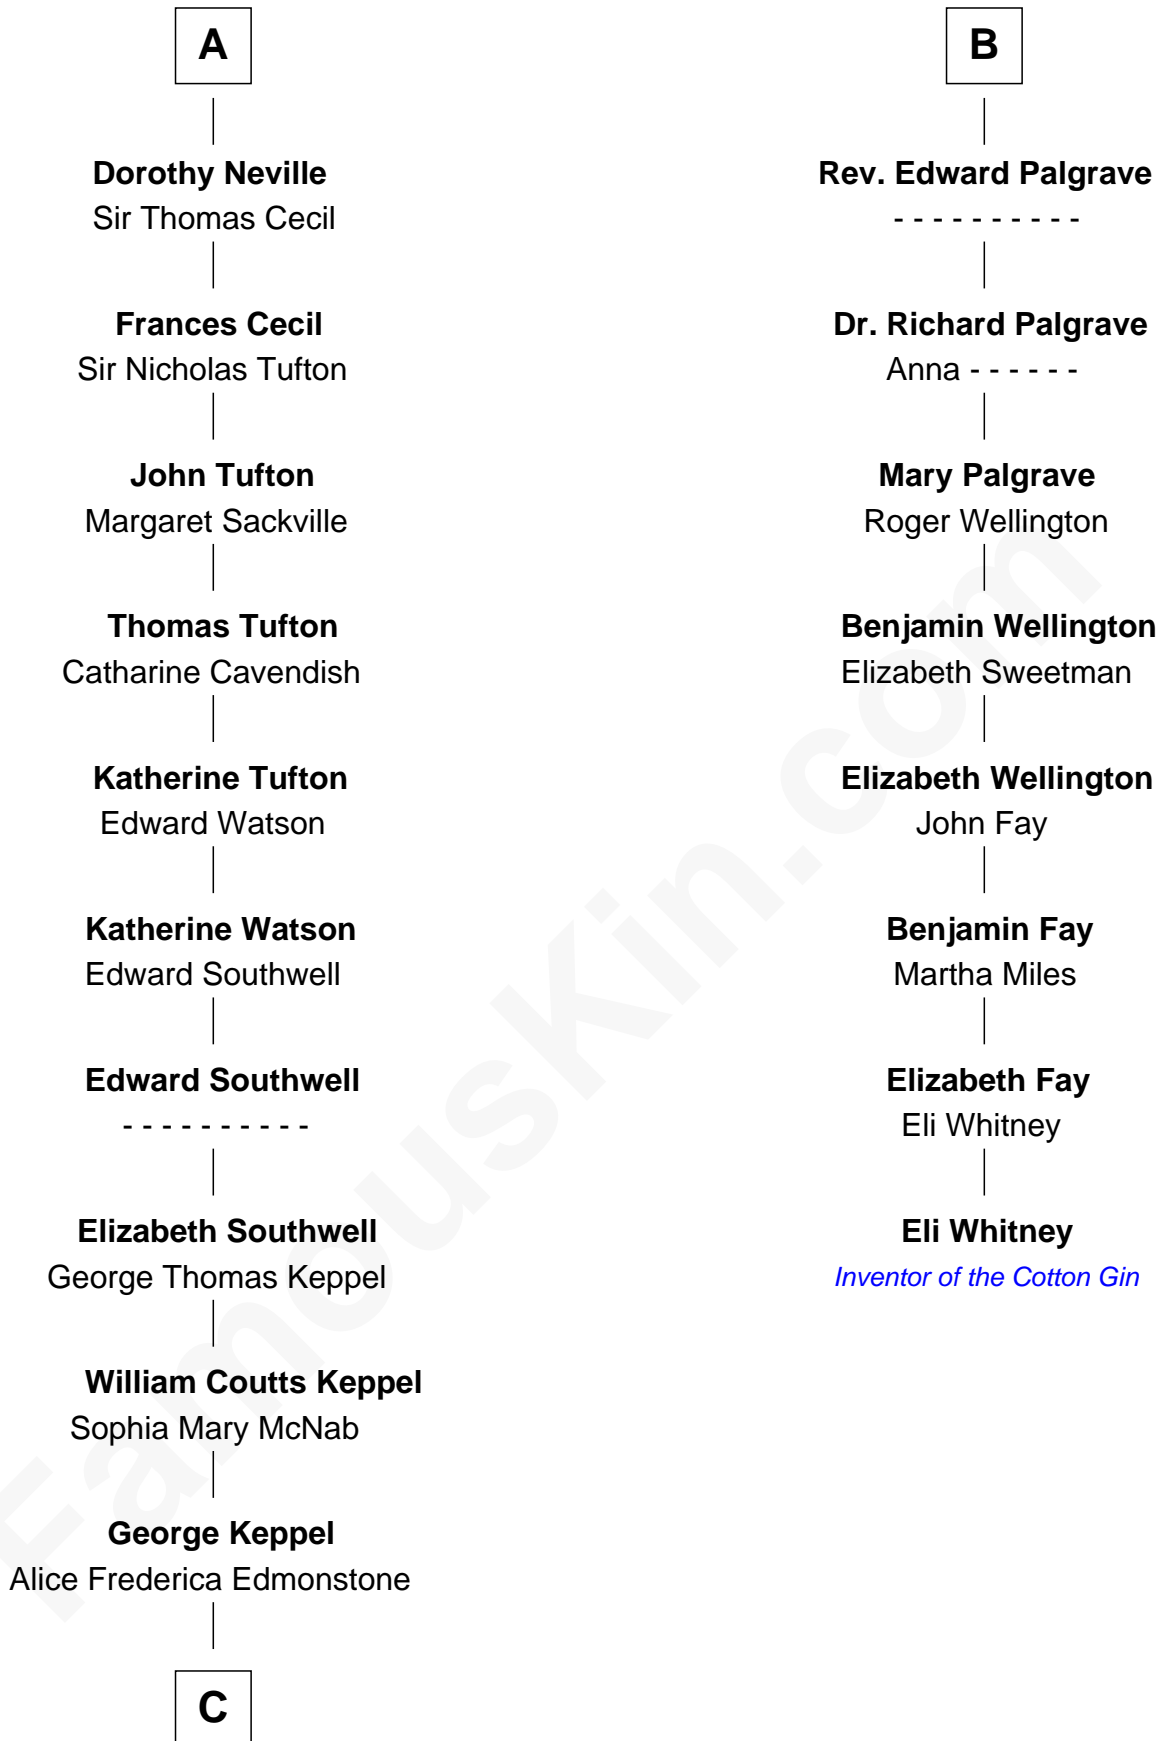 A
Dorothy Neville
Sir Thomas Cecil
Frances Cecil
Sir Nicholas Tufton
John Tufton
Margaret Sackville
Thomas Tufton
Catharine Cavendish
Katherine Tufton
Edward Watson
Katherine Watson
Edward Southwell
Edward Southwell
- - - - - - - - - -
Elizabeth Southwell
George Thomas Keppel
William Coutts Keppel
Sophia Mary McNab
George Keppel
Alice Frederica Edmonstone
C
B
Rev. Edward Palgrave
- - - - - - - - - -
Dr. Richard Palgrave
Anna - - - - - -
Mary Palgrave
Roger Wellington
Benjamin Wellington
Elizabeth Sweetman
Elizabeth Wellington
John Fay
Benjamin Fay
Martha Miles
Elizabeth Fay
Eli Whitney
Eli Whitney
Inventor of the Cotton Gin
FamousKin.com